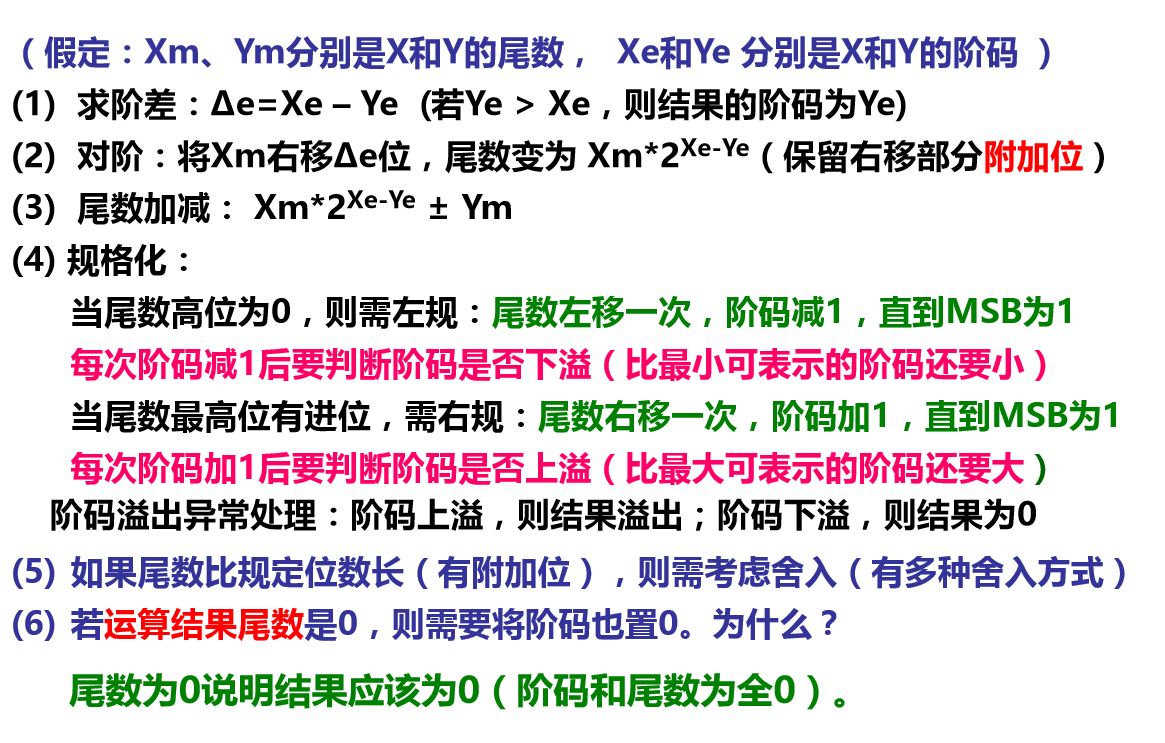 （假定：Xm、Ym分别是X和Y的尾数， Xe和Ye 分别是X和Y的阶码 ）
(1) 求阶差：Δe=Xe – Ye (若Ye > Xe，则结果的阶码为Ye)
(2) 对阶：将Xm右移Δe位，尾数变为 Xm*2^Xe-Ye（保留右移部分附加位）
(3) 尾数加减： Xm*2^Xe-Ye ± Ym
(4) 规格化：
当尾数高位为0，则需左规：尾数左移一次，阶码减1，直到MSB为1
每次阶码减1后要判断阶码是否下溢（比最小可表示的阶码还要小）
当尾数最高位有进位，需右规：尾数右移一次，阶码加1，直到MSB为1
每次阶码加1后要判断阶码是否上溢（比最大可表示的阶码还要大）
阶码溢出异常处理：阶码上溢，则结果溢出；阶码下溢，则结果为0
(5) 如果尾数比规定位数长（有附加位），则需考虑舍入（有多种舍入方式）
(6) 若运算结果尾数是0，则需要将阶码也置0。为什么？
尾数为0说明结果应该为0（阶码和尾数为全0）。